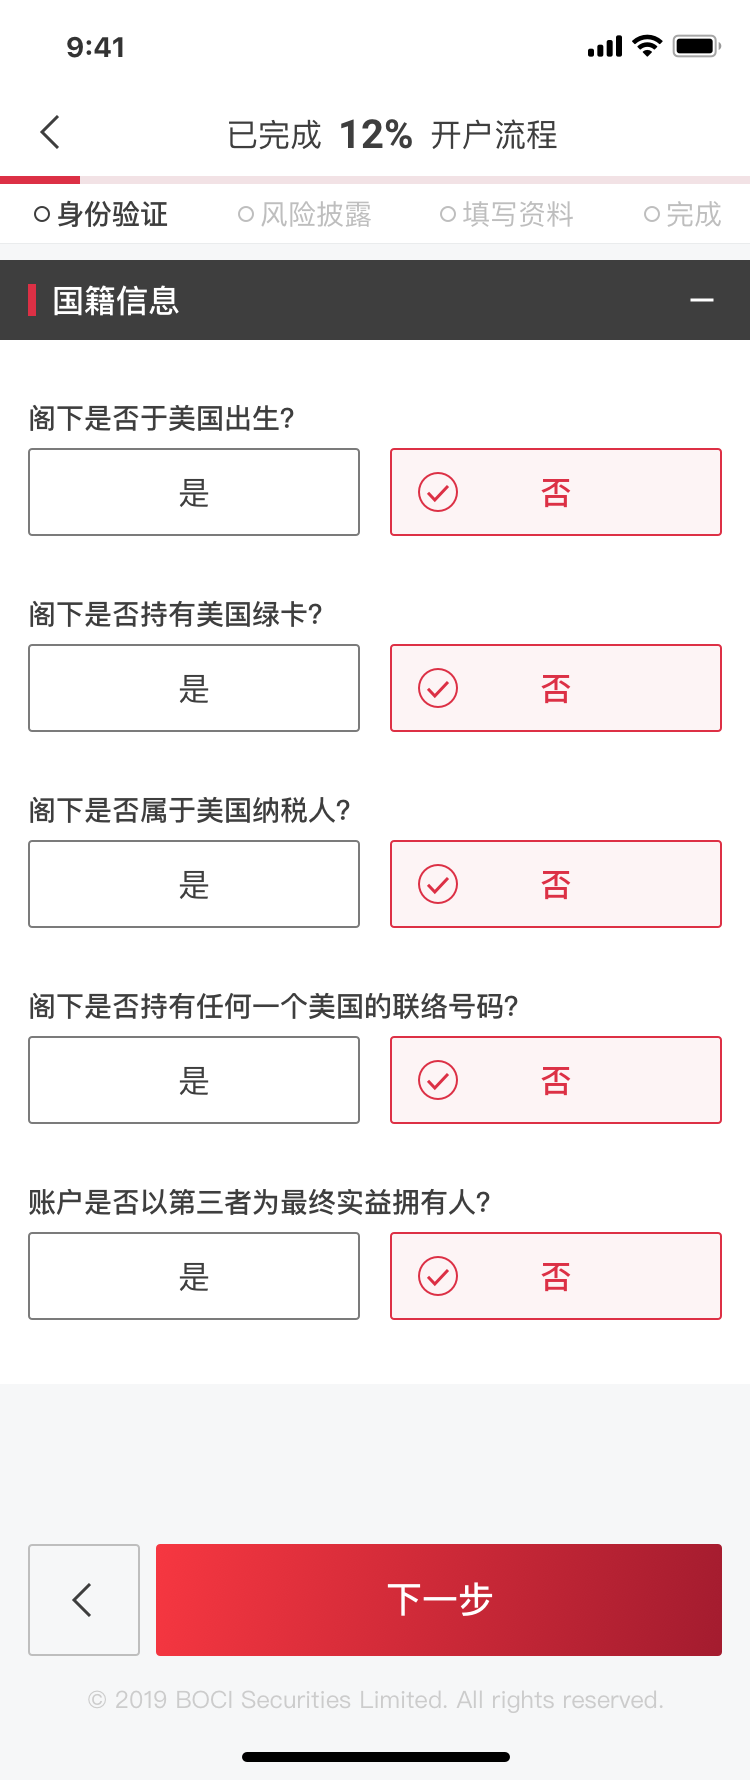 9:41
已完成 12% 开户流程
身份验证 风险披露 填写资料 完成
国籍信息
阁下是否于美国出生?
是 否
阁下是否持有美国绿卡?
是 否
阁下是否属于美国纳税人?
是 否
阁下是否持有任何一个美国的联络号码?
是 否
账户是否以第三者为最终实益拥有人?
是 否
下一步
© 2019 BOCI Securities Limited. All rights reserved.